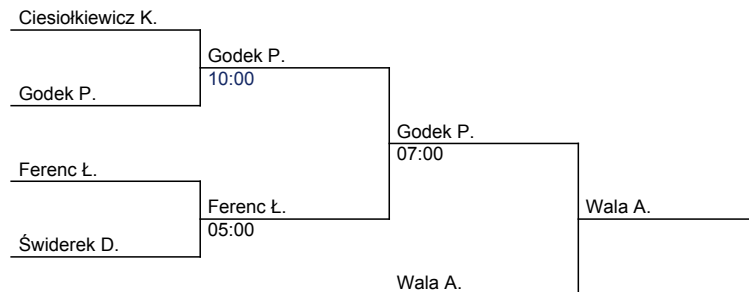 Ciesiołkiewicz K.
Godek P.
10:00
Godek P.
Godek P.
07:00
Ferenc Ł.
Ferenc Ł.
05:00
Wala A.
Świderek D.
Wala A.